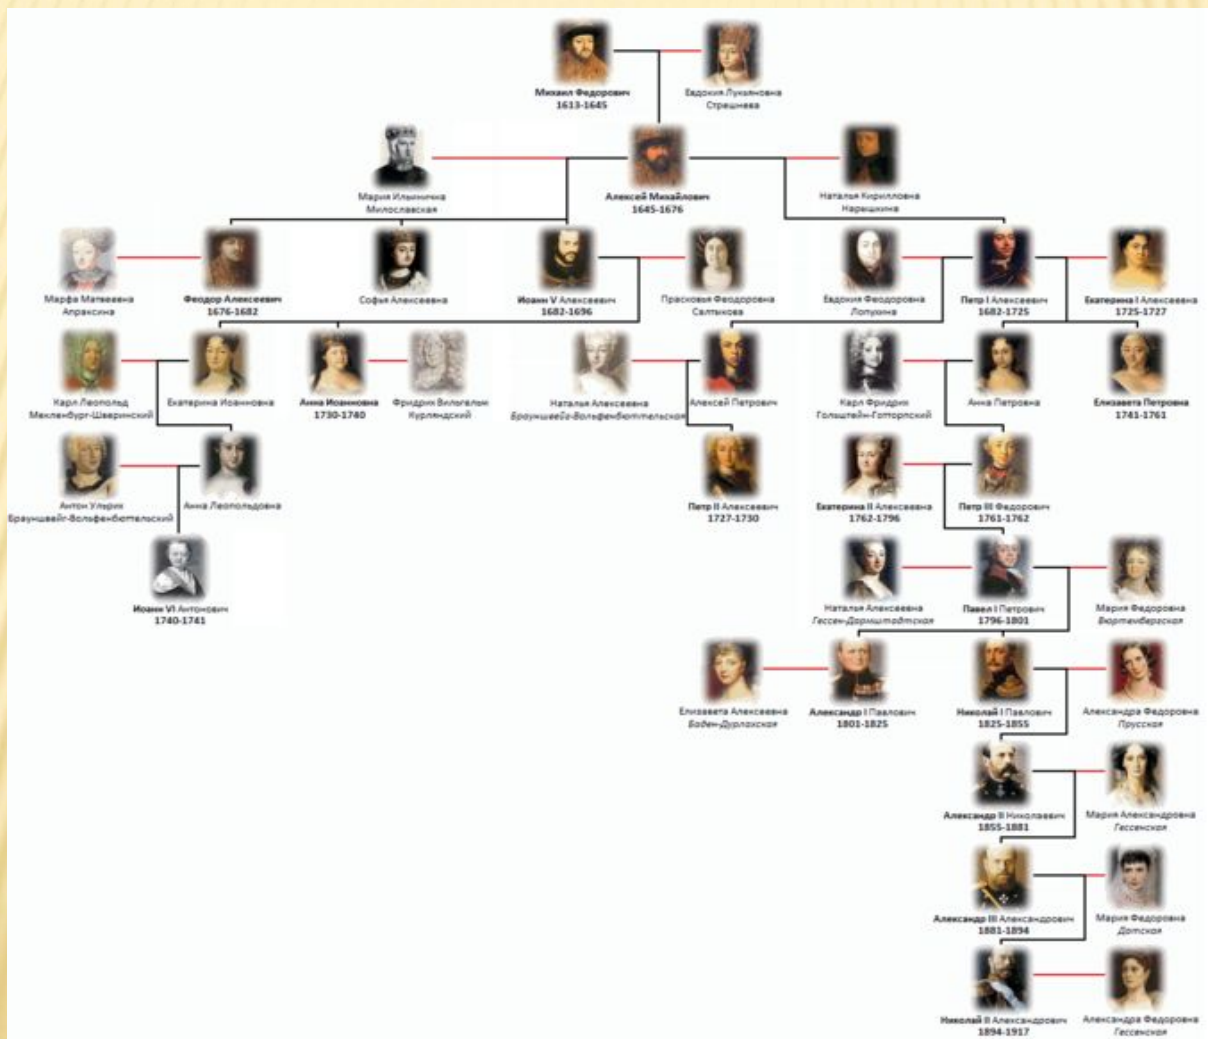 Михаил Федорович
1613-1645
Евдокия Лукьяновна
Стрешнева
Мария Ильинична
Милославская
Алексей Михайлович
1645-1676
Наталья Кирилловна
Нарышкина
Марфа Матвеевна
Апраксина
Феодор Алексеевич
1676-1682
Софья Алексеевна
Иоанн V Алексеевич
1682-1696
Прасковья Феодоровна
Салтыкова
Евдокия Феодоровна
Лопухина
Петр I Алексеевич
1682-1725
Екатерина I Алексеевна
1725-1727
Карл Леопольд
Мекленбург-Шверинский
Екатерина Иоанновна
Анна Иоанновна
1730-1740
Фридрих Вильгельм
Курляндский
Наталья Алексеевна
Брауншвейг-Вольфенбюттельская
Алексей Петрович
Карл Фридрих
Гольштейн-Готторпский
Анна Петровна
Елизавета Петровна
1741-1761
Антон Ульрих
Брауншвейг-Вольфенбюттельский
Анна Леопольдовна
Петр II Алексеевич
1727-1730
Екатерина II Алексеевна
1762-1796
Петр III Федорович
1761-1762
Иоанн VI Антонович
1740-1741
Наталья Алексеевна
Гессен-Дармштадтская
Павел I Петрович
1796-1801
Мария Федоровна
Вюртембергская
Елизавета Алексеевна
Баден-Дурлахская
Александр I Павлович
1801-1825
Николай I Павлович
1825-1855
Александра Федоровна
Прусская
Александр II Николаевич
1855-1881
Мария Александровна
Гессенская
Александр III Александрович
1881-1894
Мария Федоровна
Датская
Николай II Александрович
1894-1917
Александра Федоровна
Гессенская